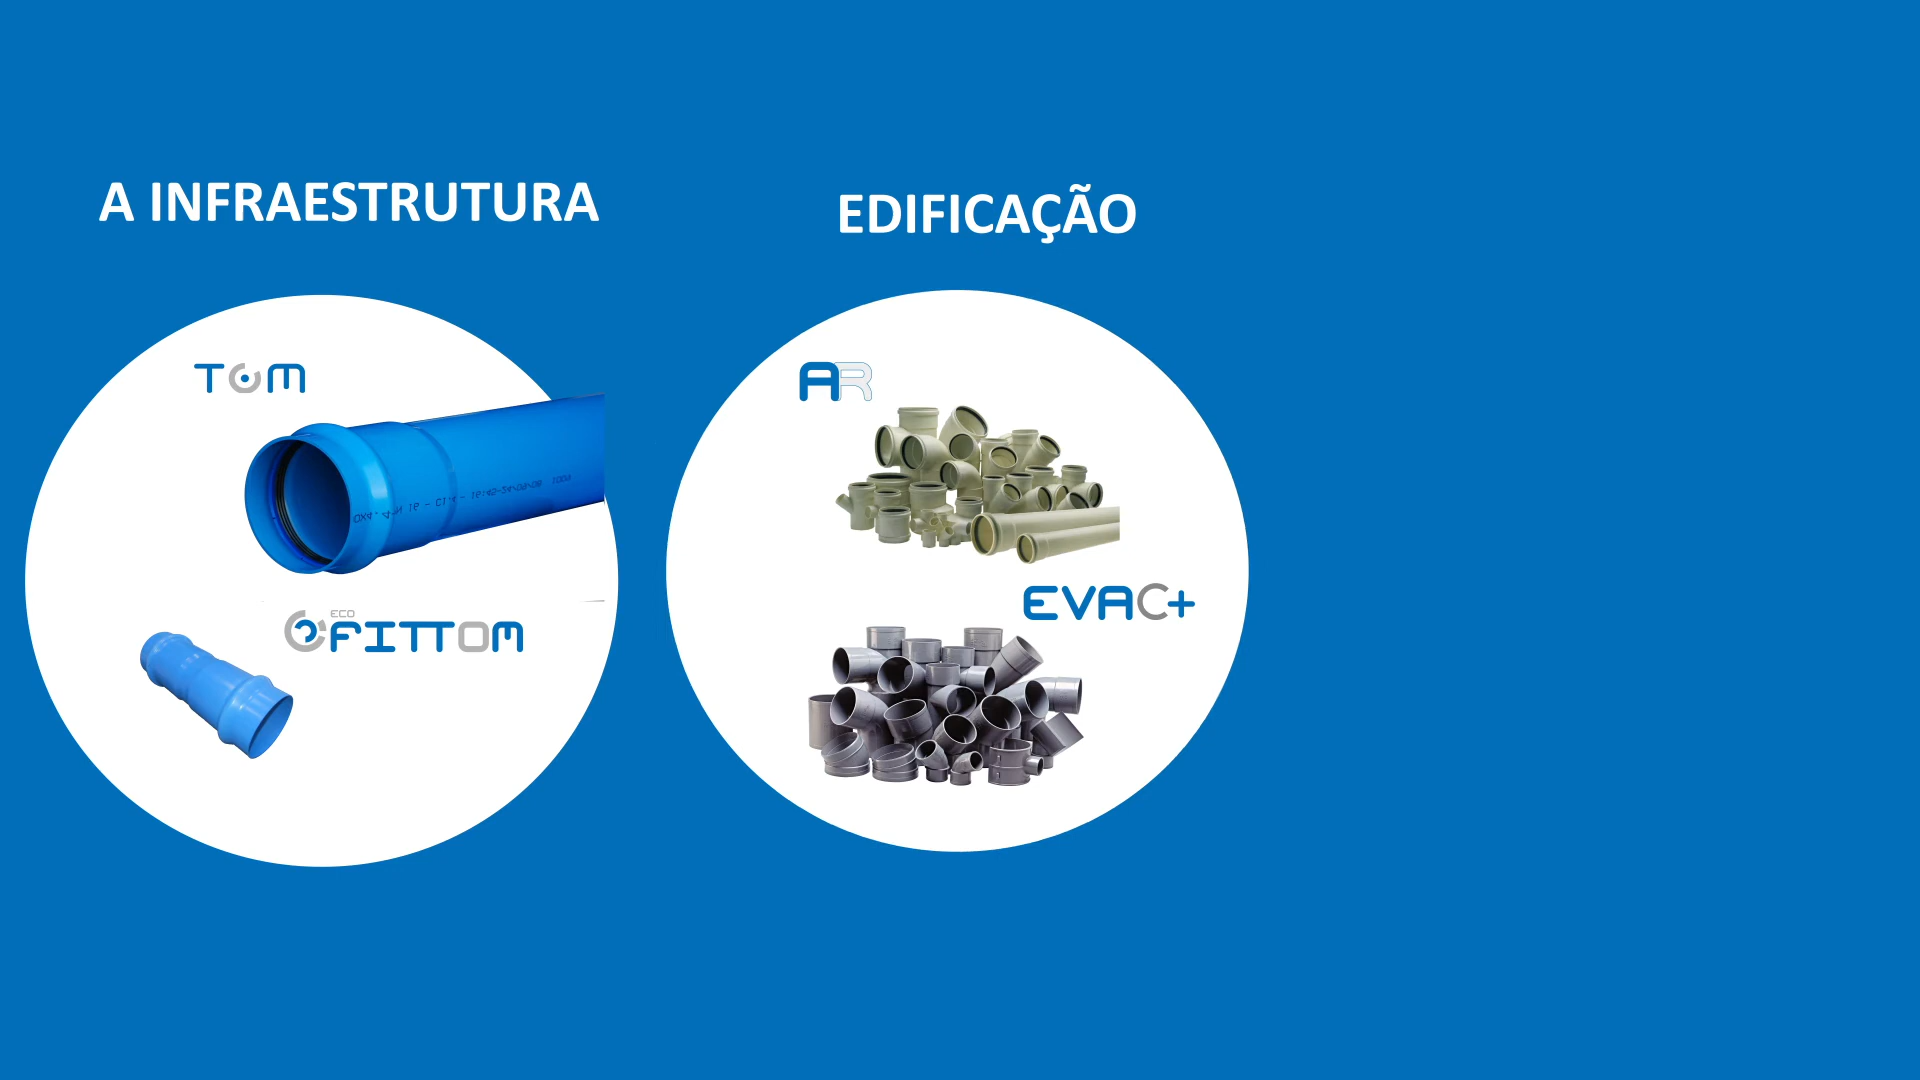 A INFRAESTRUTURA
EDIFICAÇÃO
TOM
AR
ECO
FITTOM
EVAC+